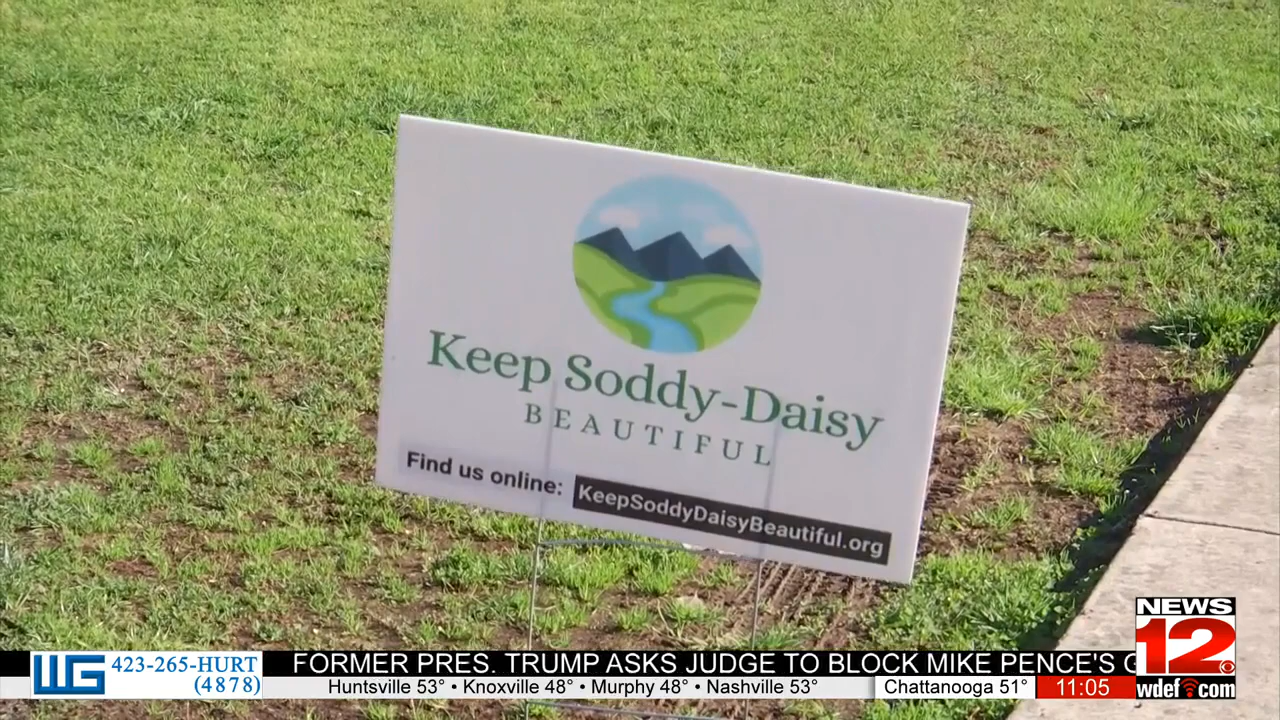 Keep Soddy-Daisy
BEAUTIFUL
Find us online: KeepSoddyDaisyBeautiful.org
NEWS
12
wdef.com
WG 423-265-HURT
(4878)
FORMER PRES. TRUMP ASKS JUDGE TO BLOCK MIKE PENCE'S
Huntsville 53° • Knoxville 48° • Murphy 48° • Nashville 53°
Chattanooga 51°
11:05